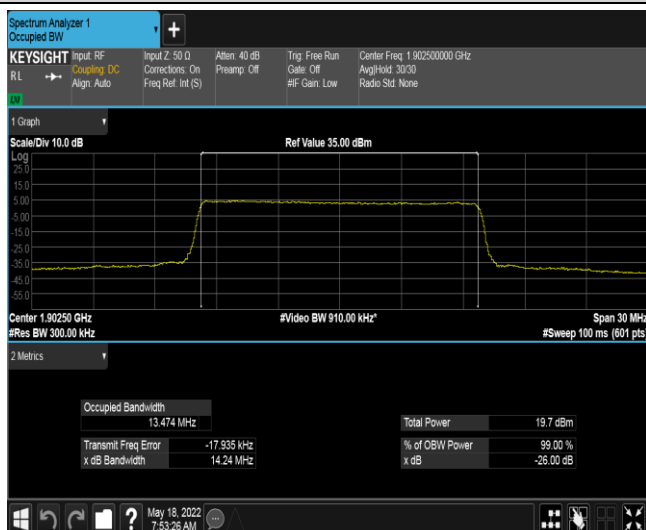 Spectrum Analyzer 1
Occupied BW
+
KEYSIGHT Input: RF Input Z: 50 Ω Atten: 40 dB Trig: Free Run Center Freq: 1.902500000 GHz
RL Coupling: DC Corrections: On Preamp: Off Gate: Off Avg|Hold: 30/30
Align: Auto Freq Ref: Int (S) #IF Gain: Low Radio Std: None
1 Graph
Scale/Div 10.0 dB Ref Value 35.00 dBm
Log
25.0
15.0
5.00
-5.00
-15.0
-25.0
-35.0
-45.0
-55.0
Center 1.90250 GHz #Video BW 910.00 kHz* Span 30 MHz
#Res BW 300.00 kHz #Sweep 100 ms (601 pts)
2 Metrics
Occupied Bandwidth
13.474 MHz Total Power 19.7 dBm
Transmit Freq Error -17.935 kHz % of OBW Power 99.00 %
x dB Bandwidth 14.24 MHz x dB -26.00 dB
? May 18, 2022
7:53:26 AM